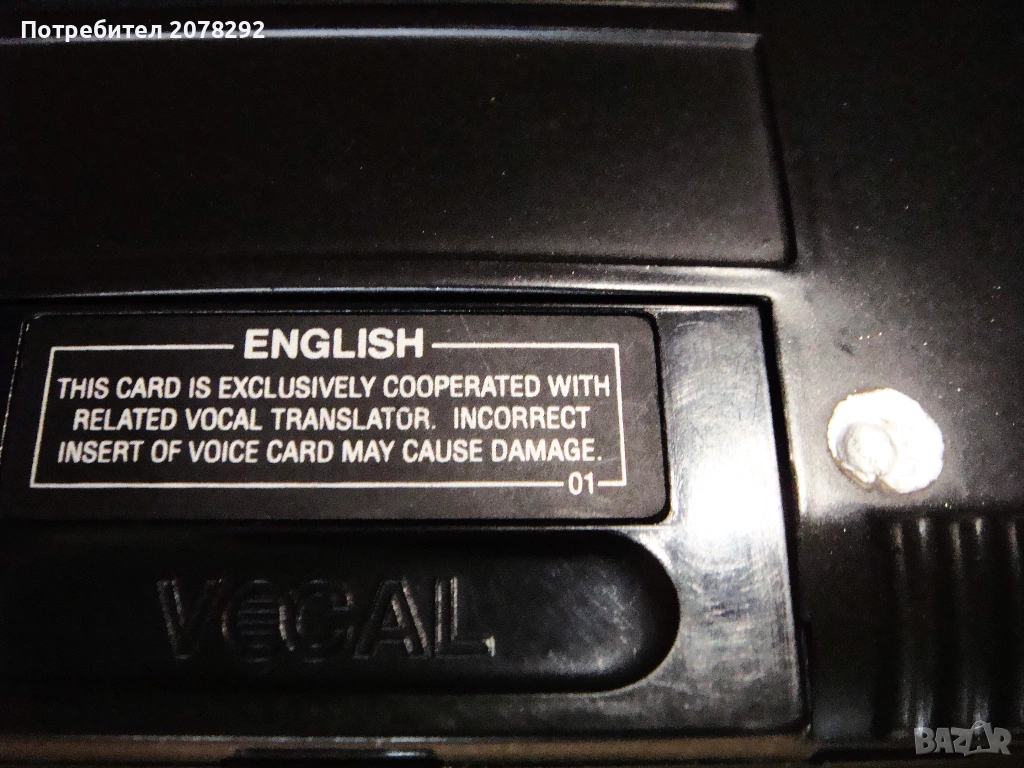 Потребител 2078292
ENGLISH
THIS CARD IS EXCLUSIVELY COOPERATED WITH
RELATED VOCAL TRANSLATOR. INCORRECT
INSERT OF VOICE CARD MAY CAUSE DAMAGE.
01
VOCAL
BAZAR